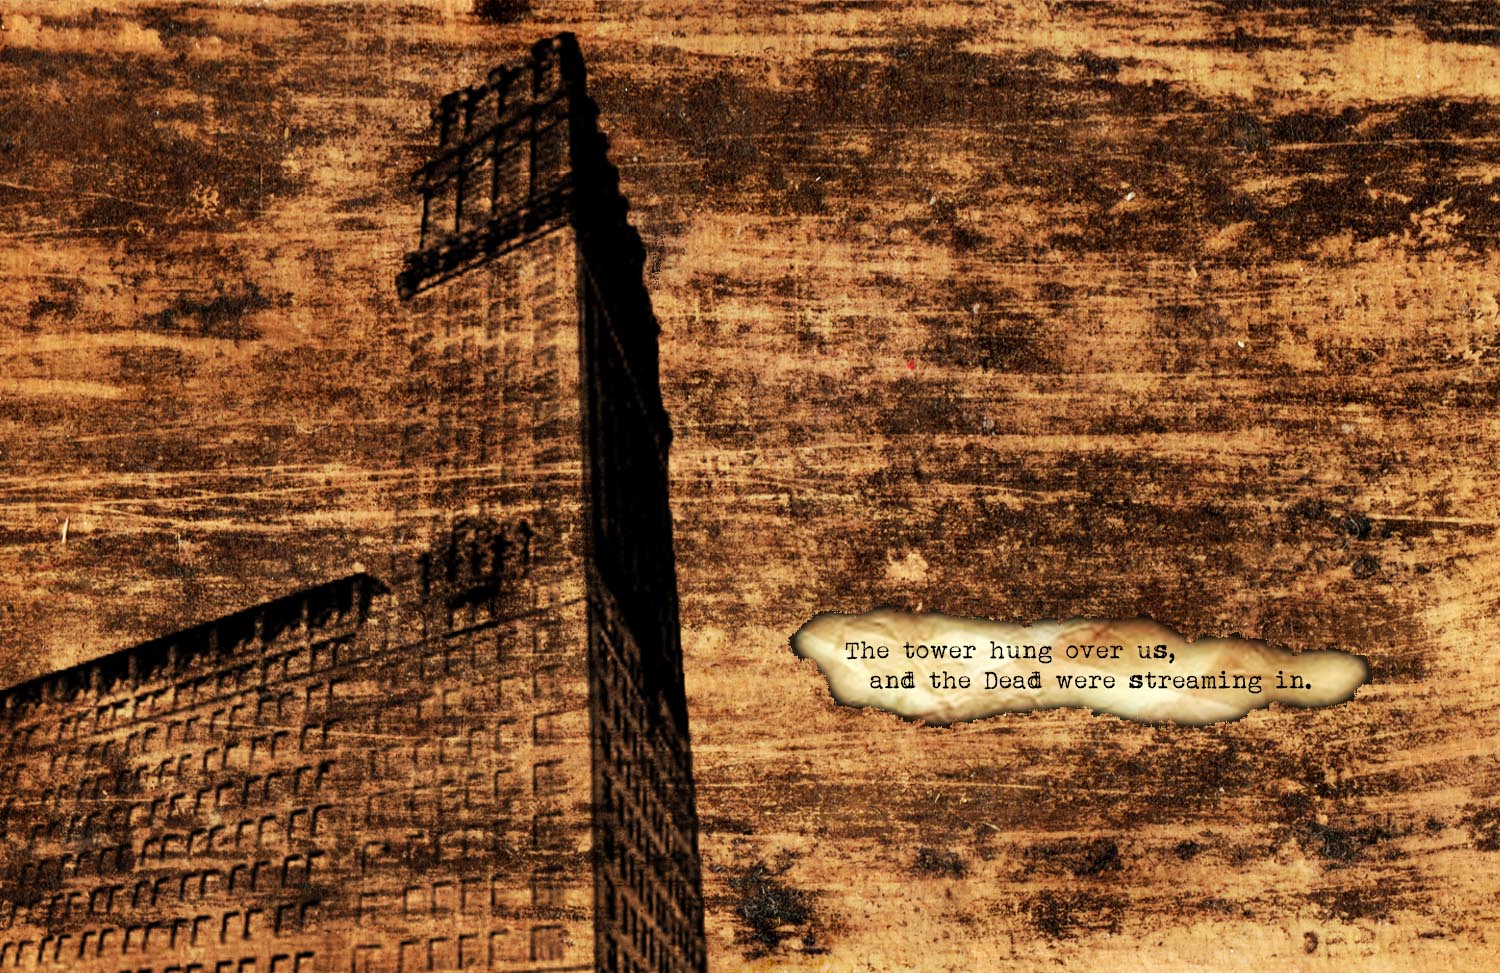 The tower hung over us,
and the Dead were streaming in.